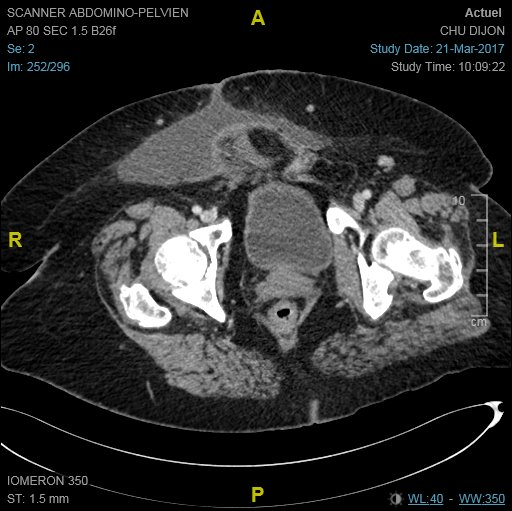 SCANNER ABDOMINO-PELVIEN
AP 80 SEC 1.5 B26f
Se: 2
Im: 252/296
A
Actuel
CHU DIJON
Study Date: 21-Mar-2017
Study Time: 10:09:22
R
L
10
cm
IOMERON 350
ST: 1.5 mm
P
WL:40 - WW:350